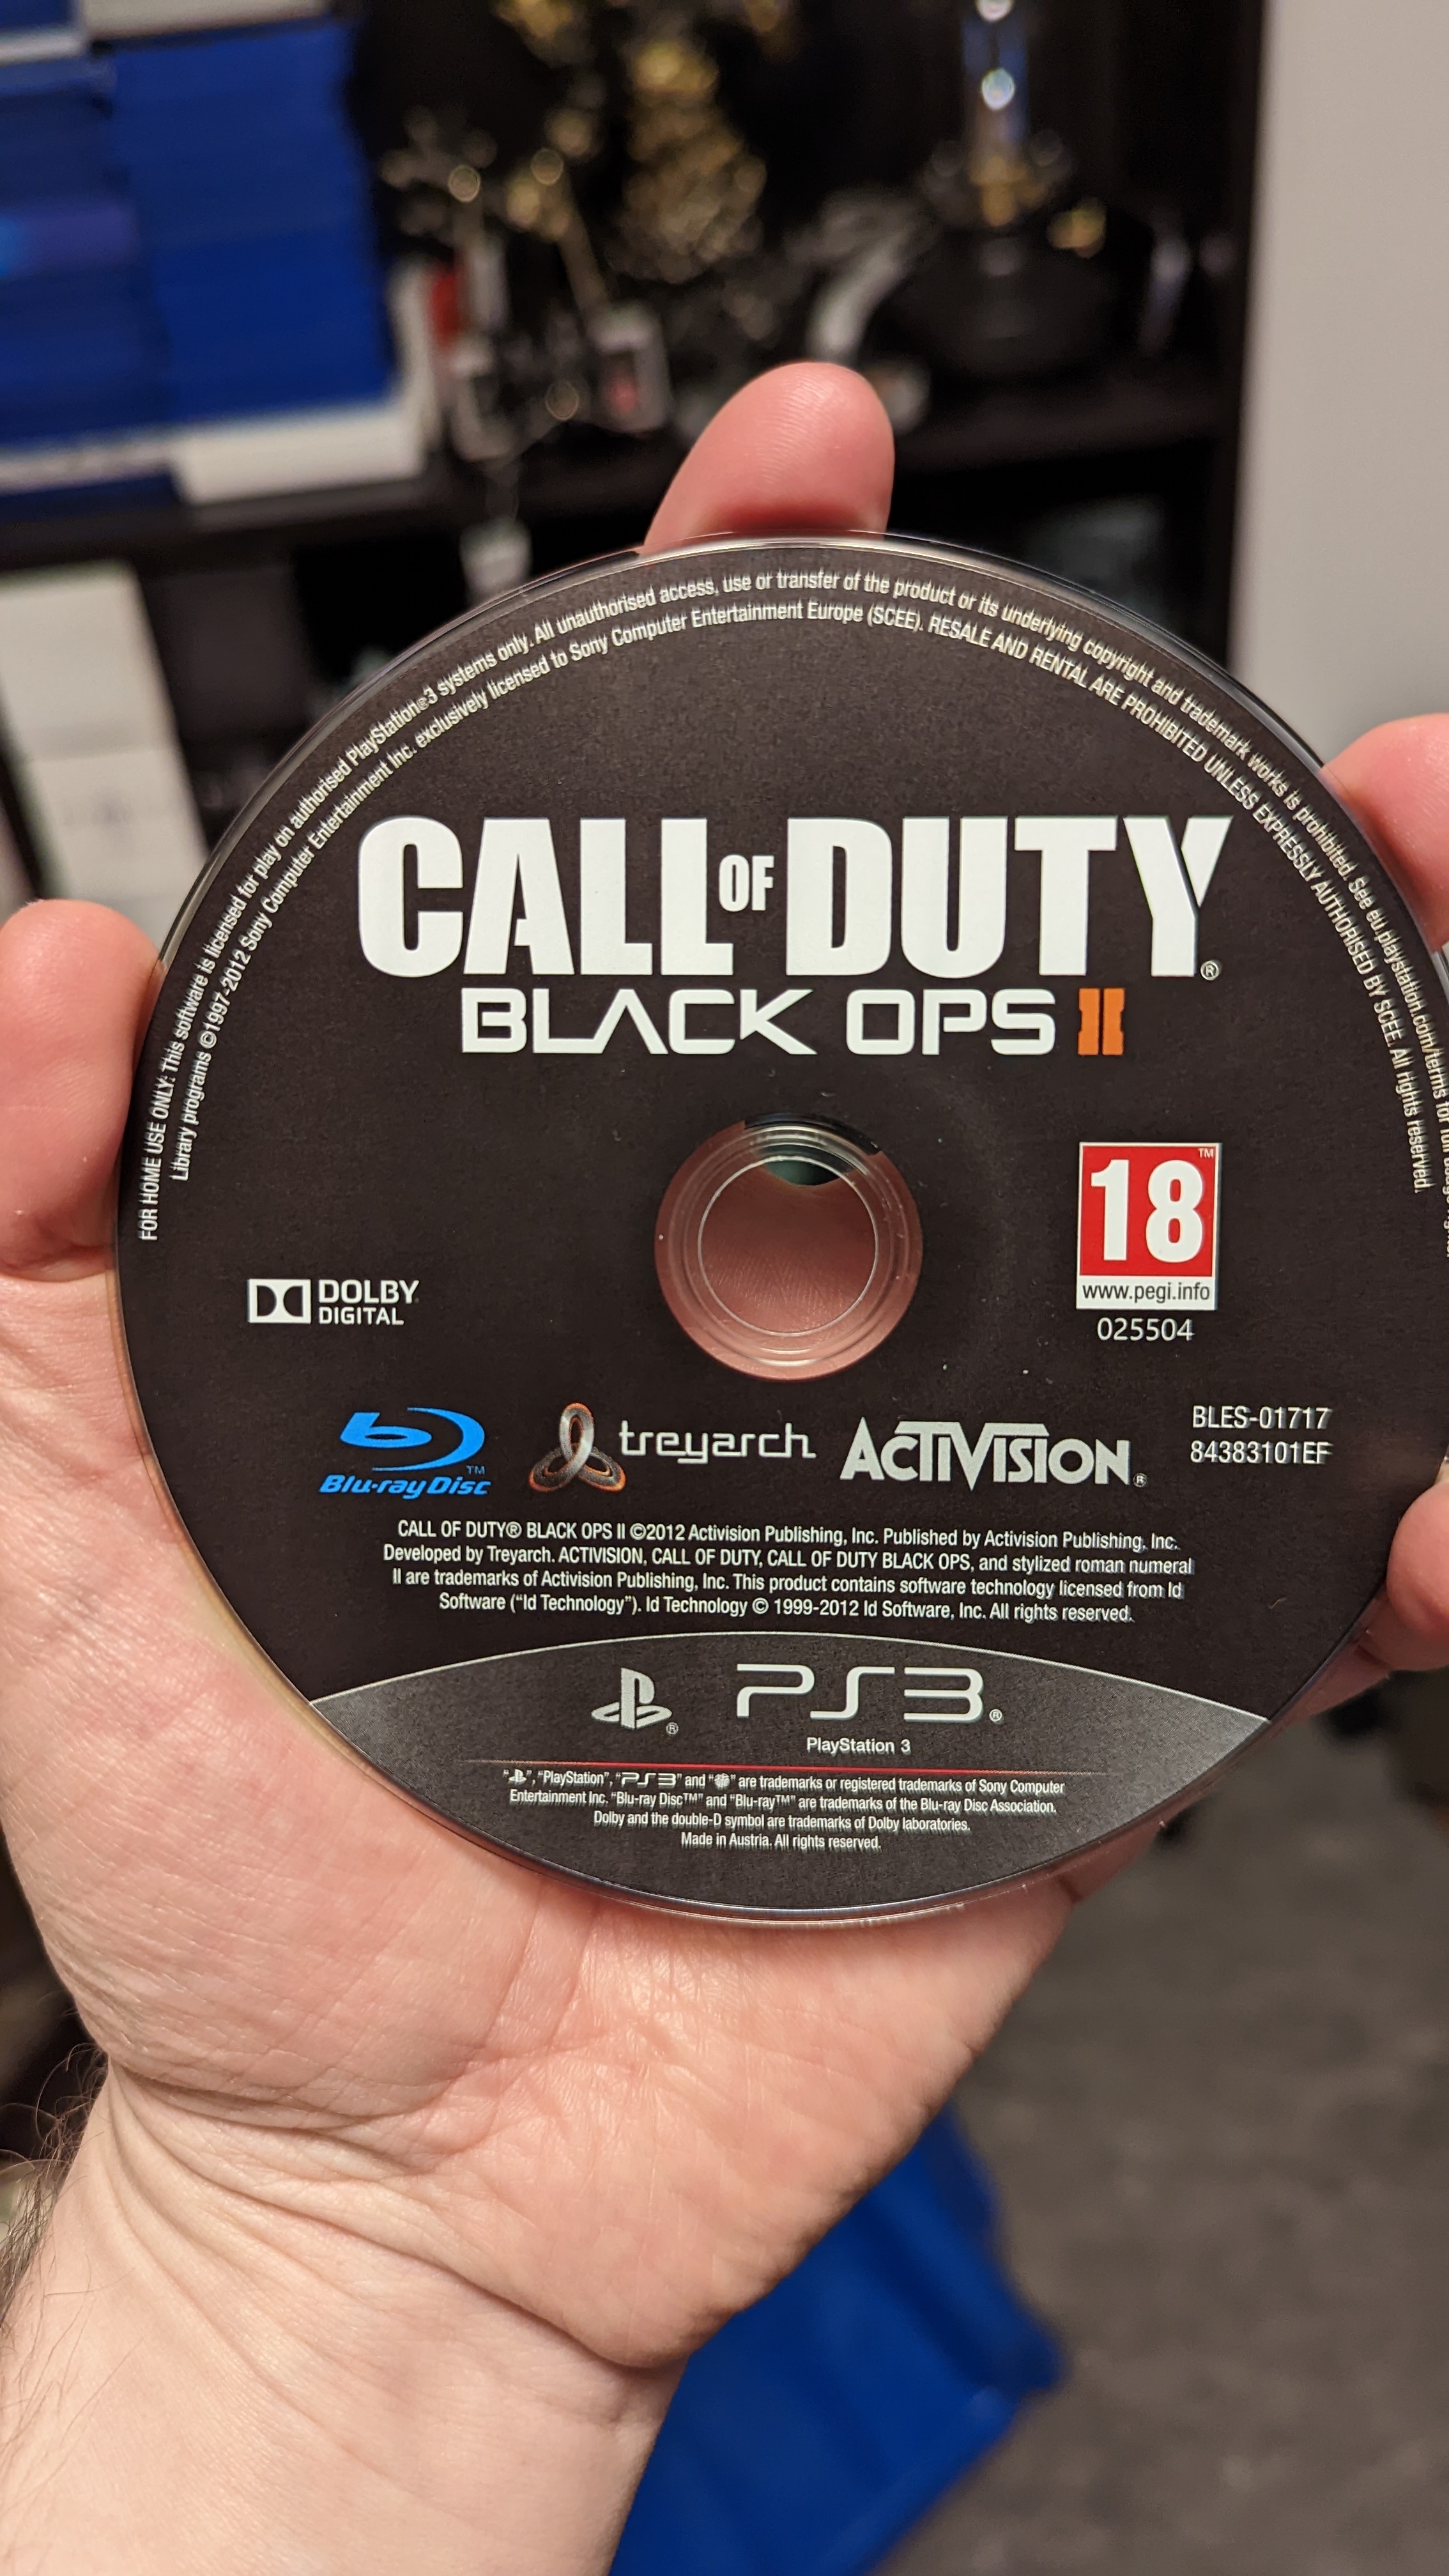 FOR HOME USE ONLY: This software is licensed for play on authorised PlayStation®3 systems only. All unauthorised access, use or transfer of the product or its underlying copyright and trademark works is prohibited. See eu.playstation.com/terms for full
Library programs ©1997-2012 Sony Computer Entertainment Inc. exclusively licensed to Sony Computer Entertainment Europe (SCEE). RESALE AND RENTAL ARE PROHIBITED UNLESS EXPRESSLY AUTHORISED BY SCEE. All rights reserved.
CALL OF DUTY®
BLACK OPS II
18™
www.pegi.info
025504
DOLBY
DIGITAL
Blu-ray Disc™
treyarch
ACTIVISION®
BLES-01717
84383101EF
CALL OF DUTY® BLACK OPS II ©2012 Activision Publishing, Inc. Published by Activision Publishing, Inc.
Developed by Treyarch. ACTIVISION, CALL OF DUTY, CALL OF DUTY BLACK OPS, and stylized roman numeral
II are trademarks of Activision Publishing, Inc. This product contains software technology licensed from Id
Software (“Id Technology”). Id Technology © 1999-2012 Id Software, Inc. All rights reserved.
® PS3®
PlayStation 3
“ ”, “PlayStation”, “PS3” and “ ” are trademarks or registered trademarks of Sony Computer
Entertainment Inc. “Blu-ray Disc™” and “Blu-ray™” are trademarks of the Blu-ray Disc Association.
Dolby and the double-D symbol are trademarks of Dolby laboratories.
Made in Austria. All rights reserved.